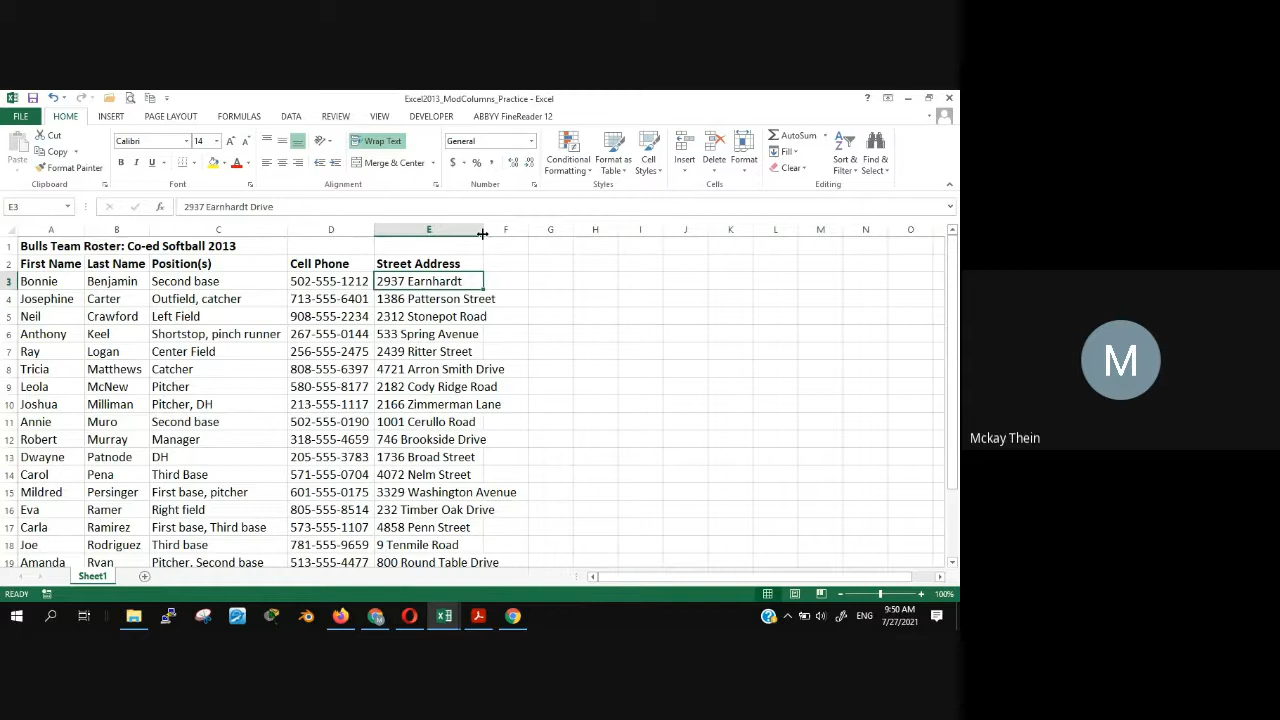 Excel2013_ModColumns_Practice - Excel
FILE HOME INSERT PAGE LAYOUT FORMULAS DATA REVIEW VIEW DEVELOPER ABBYY FineReader 12
Paste
Cut
Copy
Format Painter
Clipboard
Calibri 14
B I U
Font
Wrap Text
Merge & Center
Alignment
General
$ % ,
Number
Conditional Formatting
Format as Table
Cell Styles
Styles
Insert Delete Format
Cells
AutoSum
Fill
Clear
Sort & Filter
Find & Select
Editing
E3 fx 2937 Earnhardt Drive
A B C D E F G H I J K L M N O
1 Bulls Team Roster: Co-ed Softball 2013
2 First Name Last Name Position(s) Cell Phone Street Address
3 Bonnie Benjamin Second base 502-555-1212 2937 Earnhardt
4 Josephine Carter Outfield, catcher 713-555-6401 1386 Patterson Street
5 Neil Crawford Left Field 908-555-2234 2312 Stonepot Road
6 Anthony Keel Shortstop, pinch runner 267-555-0144 533 Spring Avenue
7 Ray Logan Center Field 256-555-2475 2439 Ritter Street
8 Tricia Matthews Catcher 808-555-6397 4721 Arron Smith Drive
9 Leola McNew Pitcher 580-555-8177 2182 Cody Ridge Road
10 Joshua Milliman Pitcher, DH 213-555-1117 2166 Zimmerman Lane
11 Annie Muro Second base 502-555-0190 1001 Cerullo Road
12 Robert Murray Manager 318-555-4659 746 Brookside Drive
13 Dwayne Patnode DH 205-555-3783 1736 Broad Street
14 Carol Pena Third Base 571-555-0704 4072 Nelm Street
15 Mildred Persinger First base, pitcher 601-555-0175 3329 Washington Avenue
16 Eva Ramer Right field 805-555-8514 232 Timber Oak Drive
17 Carla Ramirez First base, Third base 573-555-1107 4858 Penn Street
18 Joe Rodriguez Third base 781-555-9659 9 Tenmile Road
19 Amanda Ryan Pitcher, Second base 513-555-4477 800 Round Table Drive
Sheet1
READY 100%
ENG
9:50 AM
7/27/2021
M
Mckay Thein